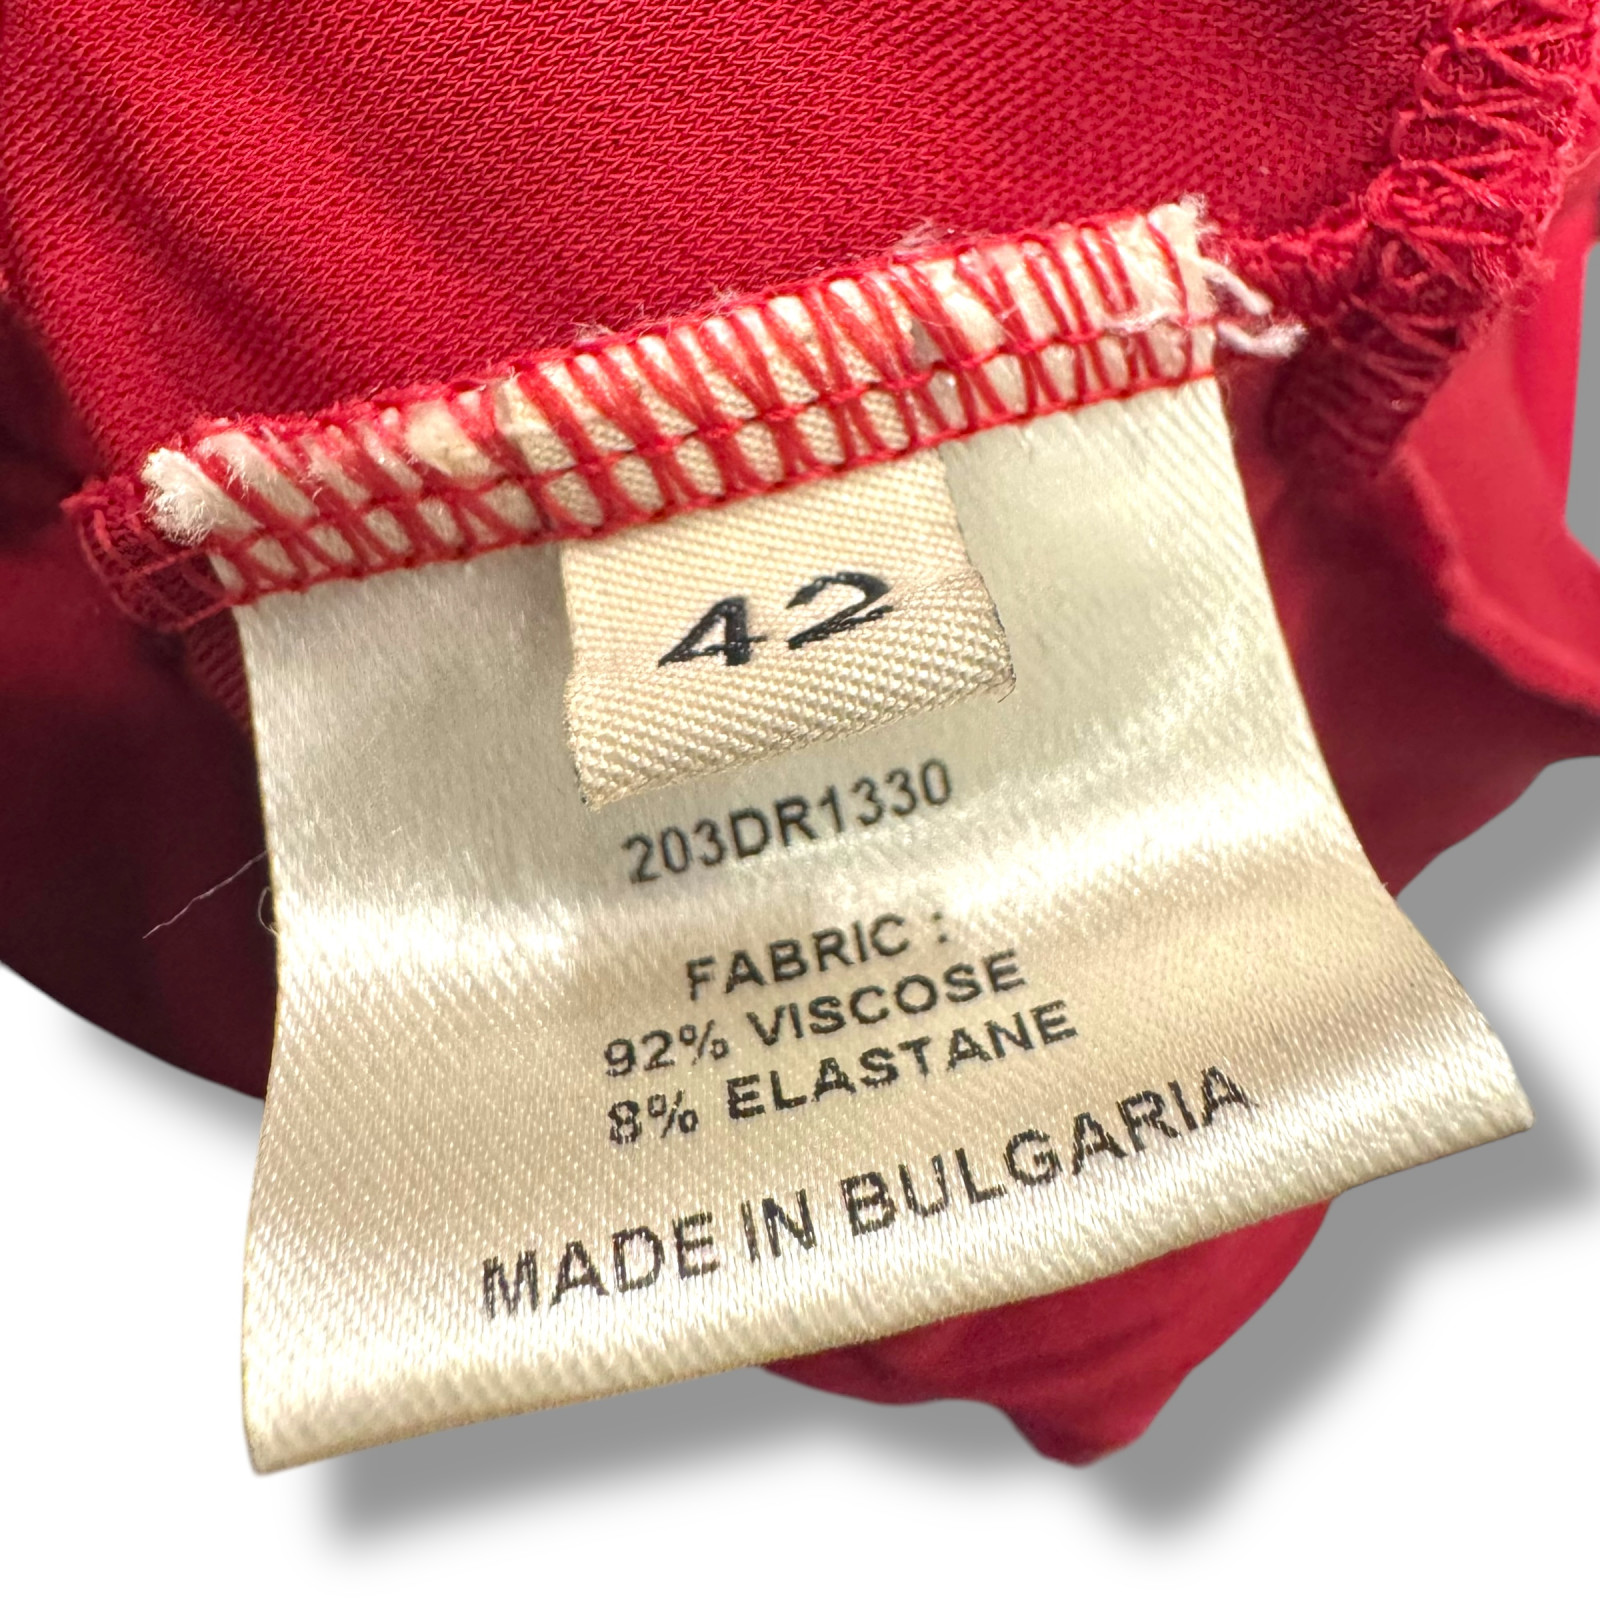 42
203DR1330
FABRIC :
92% VISCOSE
8% ELASTANE
MADE IN BULGARIA